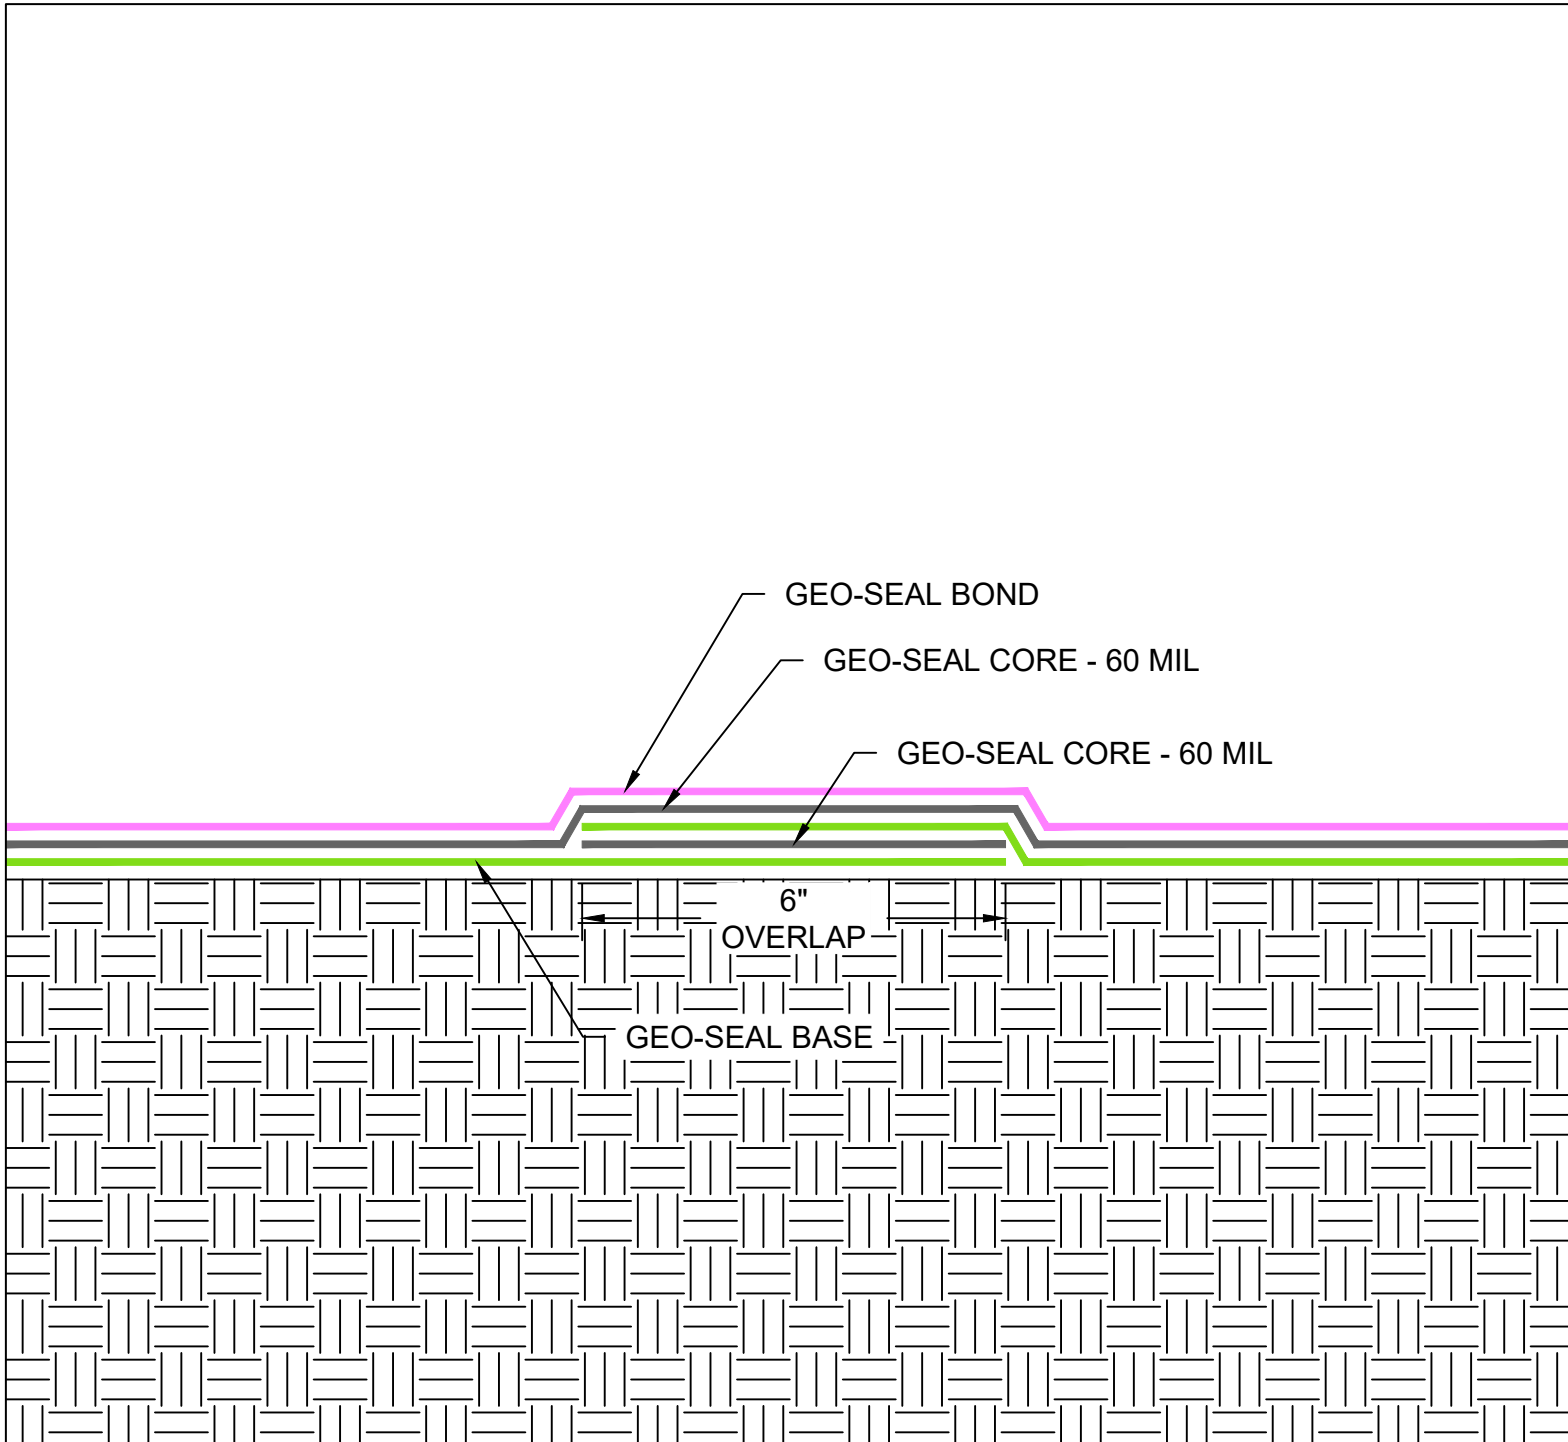 GEO-SEAL BOND
GEO-SEAL CORE - 60 MIL
GEO-SEAL CORE - 60 MIL
6"
OVERLAP
GEO-SEAL BASE